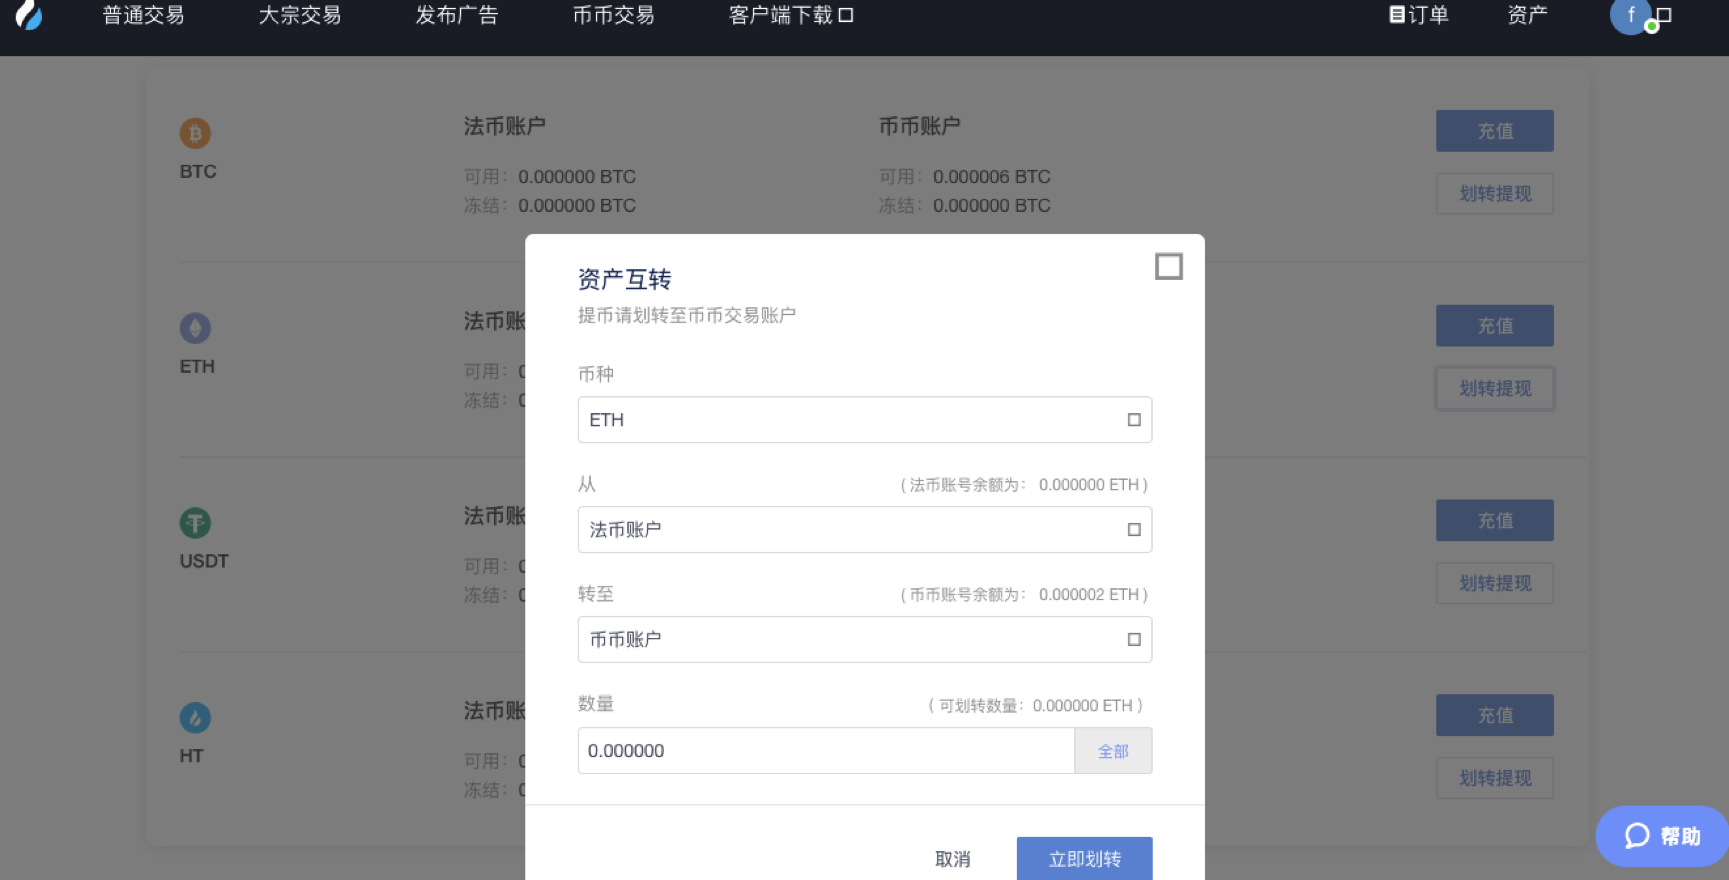 普通交易 大宗交易 发布广告 币币交易 客户端下载 订单 资产 f
BTC
法币账户
可用：0.000000 BTC
冻结：0.000000 BTC
币币账户
可用：0.000006 BTC
冻结：0.000000 BTC
充值
划转提现
ETH
法币账
可用：
冻结：
充值
划转提现
USDT
法币账
可用：
冻结：
充值
划转提现
HT
法币账
可用：
冻结：
充值
划转提现
资产互转
提币请划转至币币交易账户
币种
ETH
从 （法币账号余额为： 0.000000 ETH）
法币账户
转至 （币币账号余额为： 0.000002 ETH）
币币账户
数量 （可划转数量：0.000000 ETH）
0.000000 全部
取消 立即划转
帮助